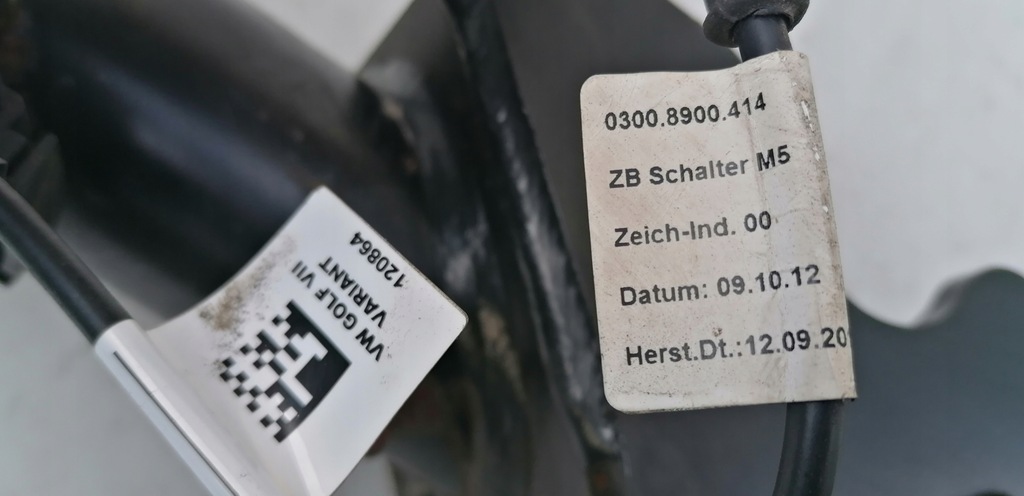 VW GOLF VII
VARIANT
120864
0300.8900.414
ZB Schalter M5
Zeich-Ind. 00
Datum: 09.10.12
Herst.Dt.:12.09.20